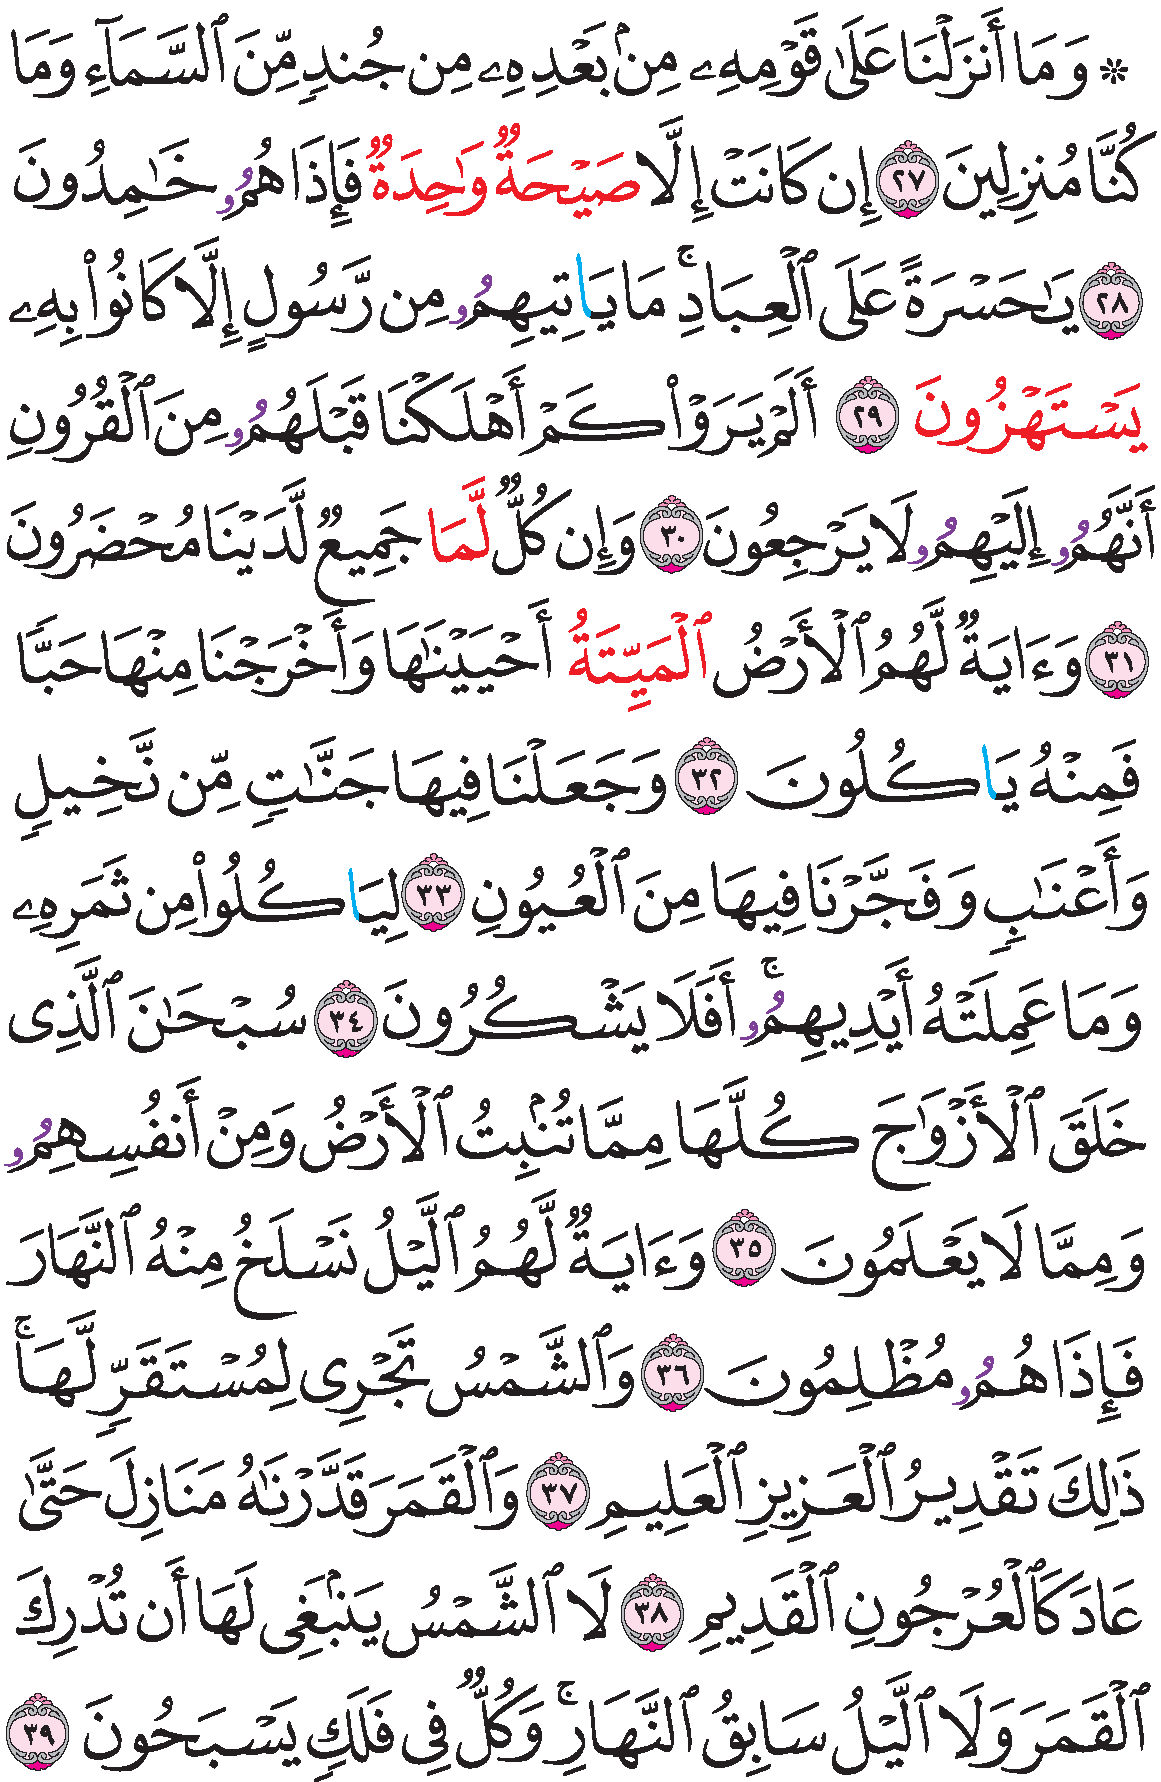 ۞ وَمَا أَنزَلْنَا عَلَىٰ قَوْمِهِۦ مِنۢ بَعْدِهِۦ مِن جُندٍ مِّنَ ٱلسَّمَآءِ وَمَا
كُنَّا مُنزِلِينَ ٢٧ إِن كَانَتْ إِلَّا صَيْحَةٌ وَٰحِدَةٌ فَإِذَا هُمُۥ خَٰمِدُونَ
٢٨ يَٰحَسْرَةً عَلَى ٱلْعِبَادِۚ مَا يَاتِيهِمُۥ مِن رَّسُولٍ إِلَّا كَانُوا۟ بِهِۦ
يَسْتَهْزُونَ ٢٩ أَلَمْ يَرَوْا۟ كَمْ أَهْلَكْنَا قَبْلَهُمُۥ مِنَ ٱلْقُرُونِ
أَنَّهُمُۥ إِلَيْهِمُۥ لَا يَرْجِعُونَ ٣٠ وَإِن كُلٌّ لَّمَا جَمِيعٌ لَّدَيْنَا مُحْضَرُونَ
٣١ وَءَايَةٌ لَّهُمُ ٱلْأَرْضُ ٱلْمَيِّتَةُ أَحْيَيْنَٰهَا وَأَخْرَجْنَا مِنْهَا حَبًّا
فَمِنْهُ يَاكُلُونَ ٣٢ وَجَعَلْنَا فِيهَا جَنَّٰتٍ مِّن نَّخِيلٍ
وَأَعْنَٰبٍ وَفَجَّرْنَا فِيهَا مِنَ ٱلْعُيُونِ ٣٣ لِيَاكُلُوا۟ مِن ثَمَرِهِۦ
وَمَا عَمِلَتْهُ أَيْدِيهِمُۥۚ أَفَلَا يَشْكُرُونَ ٣٤ سُبْحَٰنَ ٱلَّذِى
خَلَقَ ٱلْأَزْوَٰجَ كُلَّهَا مِمَّا تُنۢبِتُ ٱلْأَرْضُ وَمِنْ أَنفُسِهِمُۥ
وَمِمَّا لَا يَعْلَمُونَ ٣٥ وَءَايَةٌ لَّهُمُ ٱلَّيْلُ نَسْلَخُ مِنْهُ ٱلنَّهَارَ
فَإِذَا هُمُۥ مُظْلِمُونَ ٣٦ وَٱلشَّمْسُ تَجْرِى لِمُسْتَقَرٍّ لَّهَاۚ
ذَٰلِكَ تَقْدِيرُ ٱلْعَزِيزِ ٱلْعَلِيمِ ٣٧ وَٱلْقَمَرَ قَدَّرْنَٰهُ مَنَازِلَ حَتَّىٰ
عَادَ كَٱلْعُرْجُونِ ٱلْقَدِيمِ ٣٨ لَا ٱلشَّمْسُ يَنۢبَغِى لَهَا أَن تُدْرِكَ
ٱلْقَمَرَ وَلَا ٱلَّيْلُ سَابِقُ ٱلنَّهَارِۚ وَكُلٌّ فِى فَلَكٍ يَسْبَحُونَ ٣٩